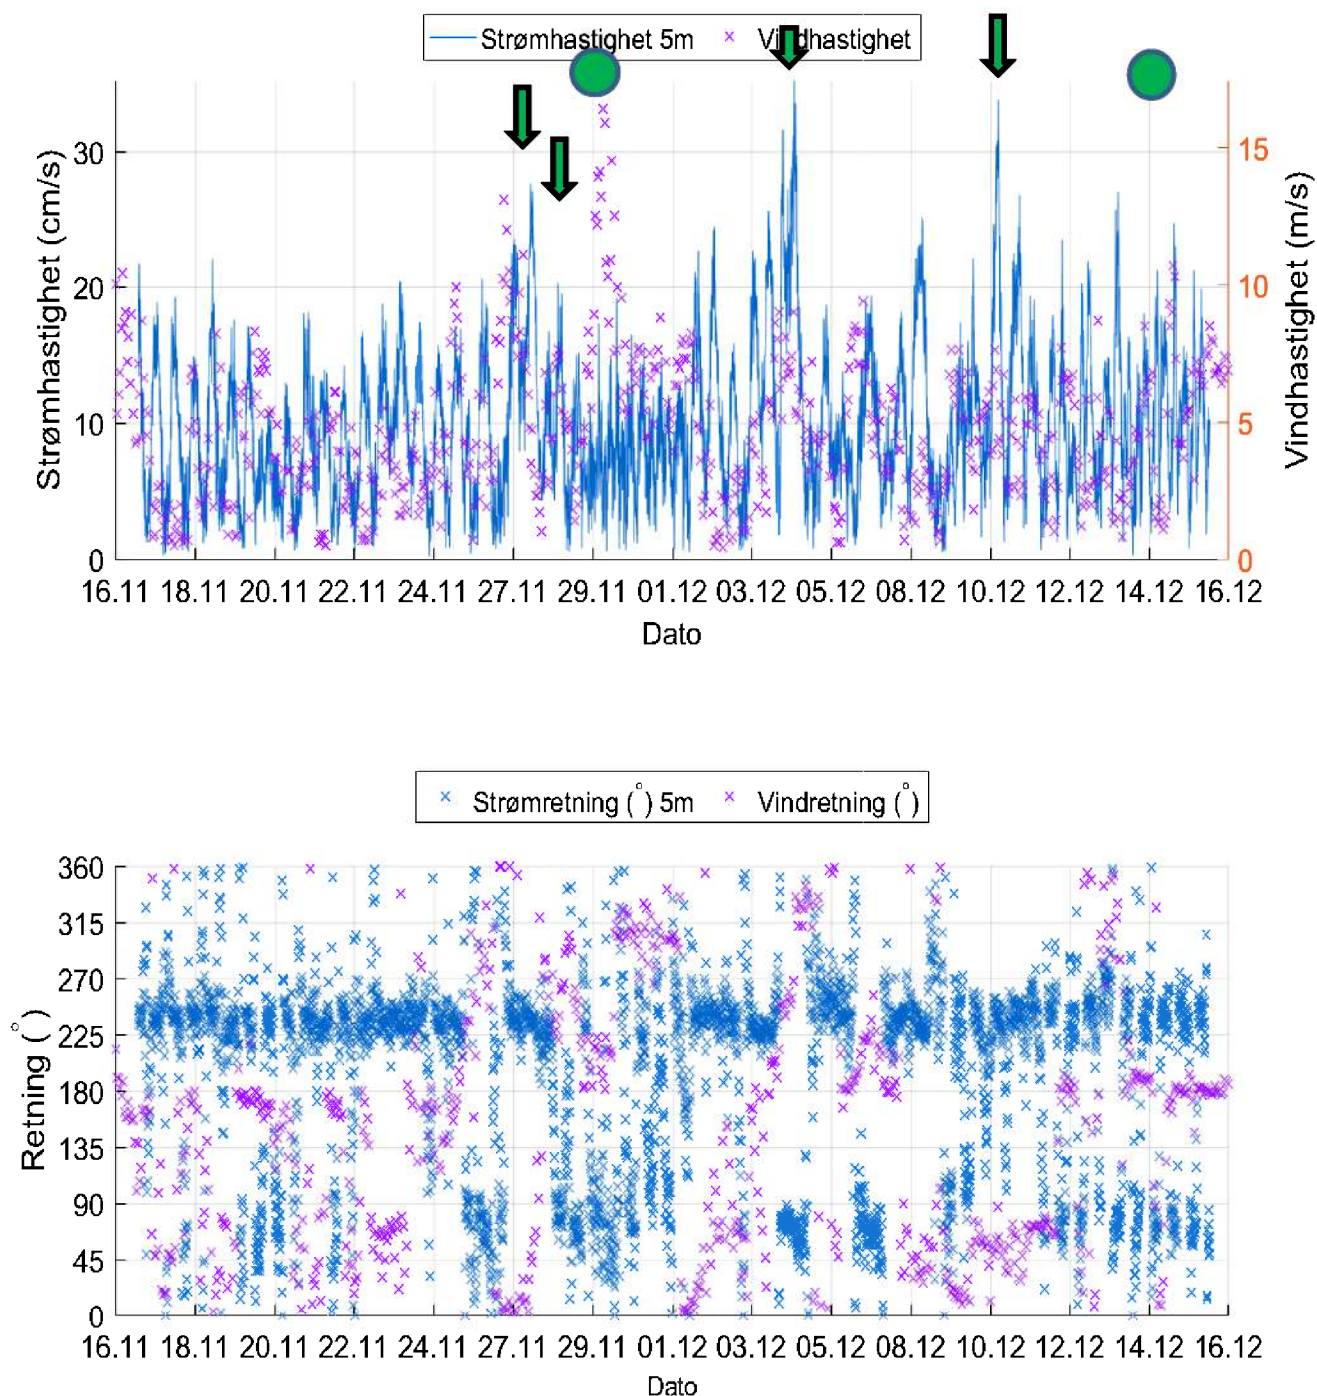 Strømhastighet 5m Vindhastighet
Strømhastighet (cm/s)
30
20
10
0
Vindhastighet (m/s)
15
10
5
0
16.11 18.11 20.11 22.11 24.11 27.11 29.11 01.12 03.12 05.12 08.12 10.12 12.12 14.12 16.12
Dato
Strømretning (°) 5m Vindretning (°)
Retning (°)
360
315
270
225
180
135
90
45
0
16.11 18.11 20.11 22.11 24.11 27.11 29.11 01.12 03.12 05.12 08.12 10.12 12.12 14.12 16.12
Dato